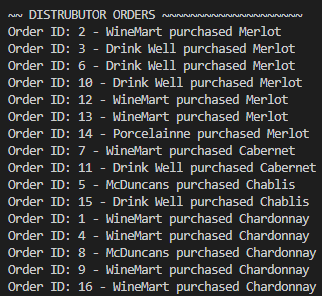 ~~ DISTRUBUTOR ORDERS ~~~~~~~~~~~~~~~~~~~~
Order ID: 2 - WineMart purchased Merlot
Order ID: 3 - Drink Well purchased Merlot
Order ID: 6 - Drink Well purchased Merlot
Order ID: 10 - Drink Well purchased Merlot
Order ID: 12 - WineMart purchased Merlot
Order ID: 13 - WineMart purchased Merlot
Order ID: 14 - Porcelainne purchased Merlot
Order ID: 7 - WineMart purchased Cabernet
Order ID: 11 - Drink Well purchased Cabernet
Order ID: 5 - McDuncans purchased Chablis
Order ID: 15 - Drink Well purchased Chablis
Order ID: 1 - WineMart purchased Chardonnay
Order ID: 4 - WineMart purchased Chardonnay
Order ID: 8 - McDuncans purchased Chardonnay
Order ID: 9 - WineMart purchased Chardonnay
Order ID: 16 - WineMart purchased Chardonnay